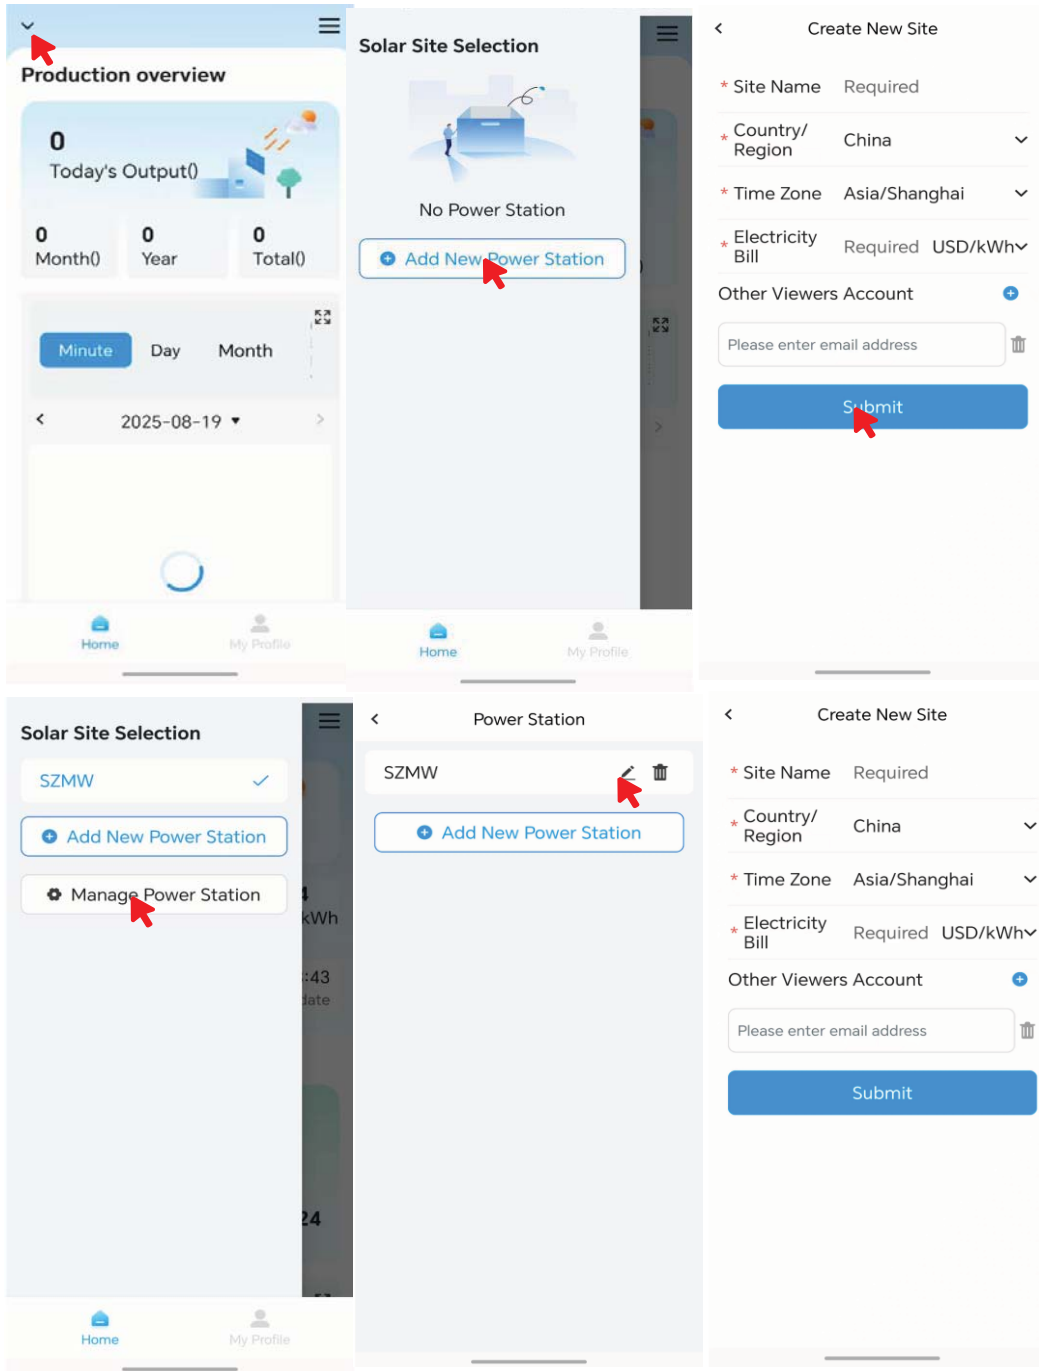 Production overview
0
Today's Output()
0
Month()
0
Year
0
Total()
Minute Day Month
2025-08-19
Home My Profile
Solar Site Selection
No Power Station
Add New Power Station
Home My Profile
Create New Site
* Site Name Required
* Country/
Region China
* Time Zone Asia/Shanghai
* Electricity
Bill Required USD/kWh
Other Viewers Account
Please enter email address
Submit
Solar Site Selection
SZMW
Add New Power Station
Manage Power Station
kWh
:43
date
24
Home My Profile
Power Station
SZMW
Add New Power Station
Create New Site
* Site Name Required
* Country/
Region China
* Time Zone Asia/Shanghai
* Electricity
Bill Required USD/kWh
Other Viewers Account
Please enter email address
Submit